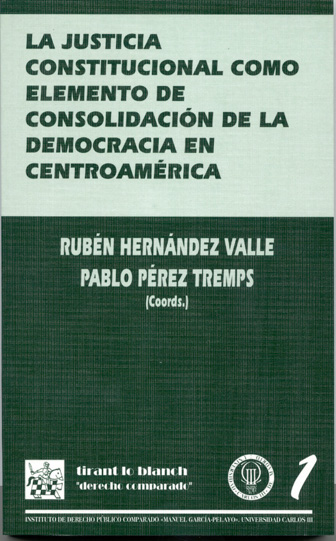 LA JUSTICIA
CONSTITUCIONAL COMO
ELEMENTO DE
CONSOLIDACIÓN DE LA
DEMOCRACIA EN
CENTROAMÉRICA
RUBÉN HERNÁNDEZ VALLE
PABLO PÉREZ TREMPS
(Coords.)
tirant lo blanch
"derecho comparado"
1
INSTITUTO DE DERECHO PÚBLICO COMPARADO «MANUEL GARCÍA-PELAYO». UNIVERSIDAD CARLOS III